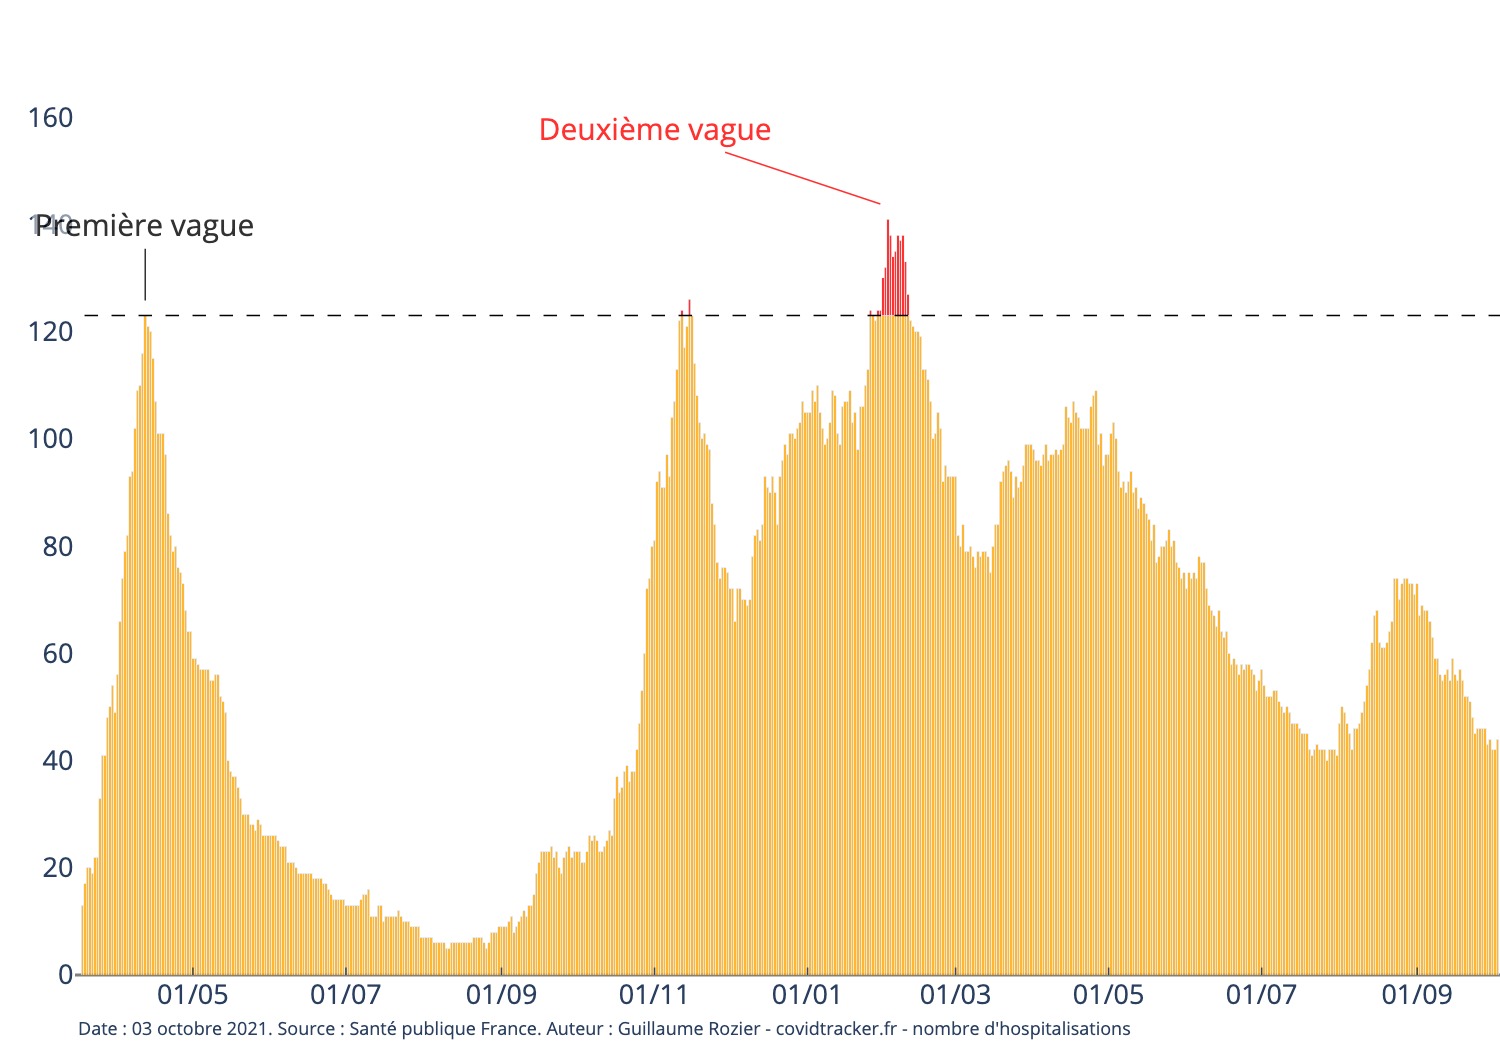 160
Deuxième vague
140
Première vague
120
100
80
60
40
20
0
01/05 01/07 01/09 01/11 01/01 01/03 01/05 01/07 01/09
Date : 03 octobre 2021. Source : Santé publique France. Auteur : Guillaume Rozier - covidtracker.fr - nombre d'hospitalisations